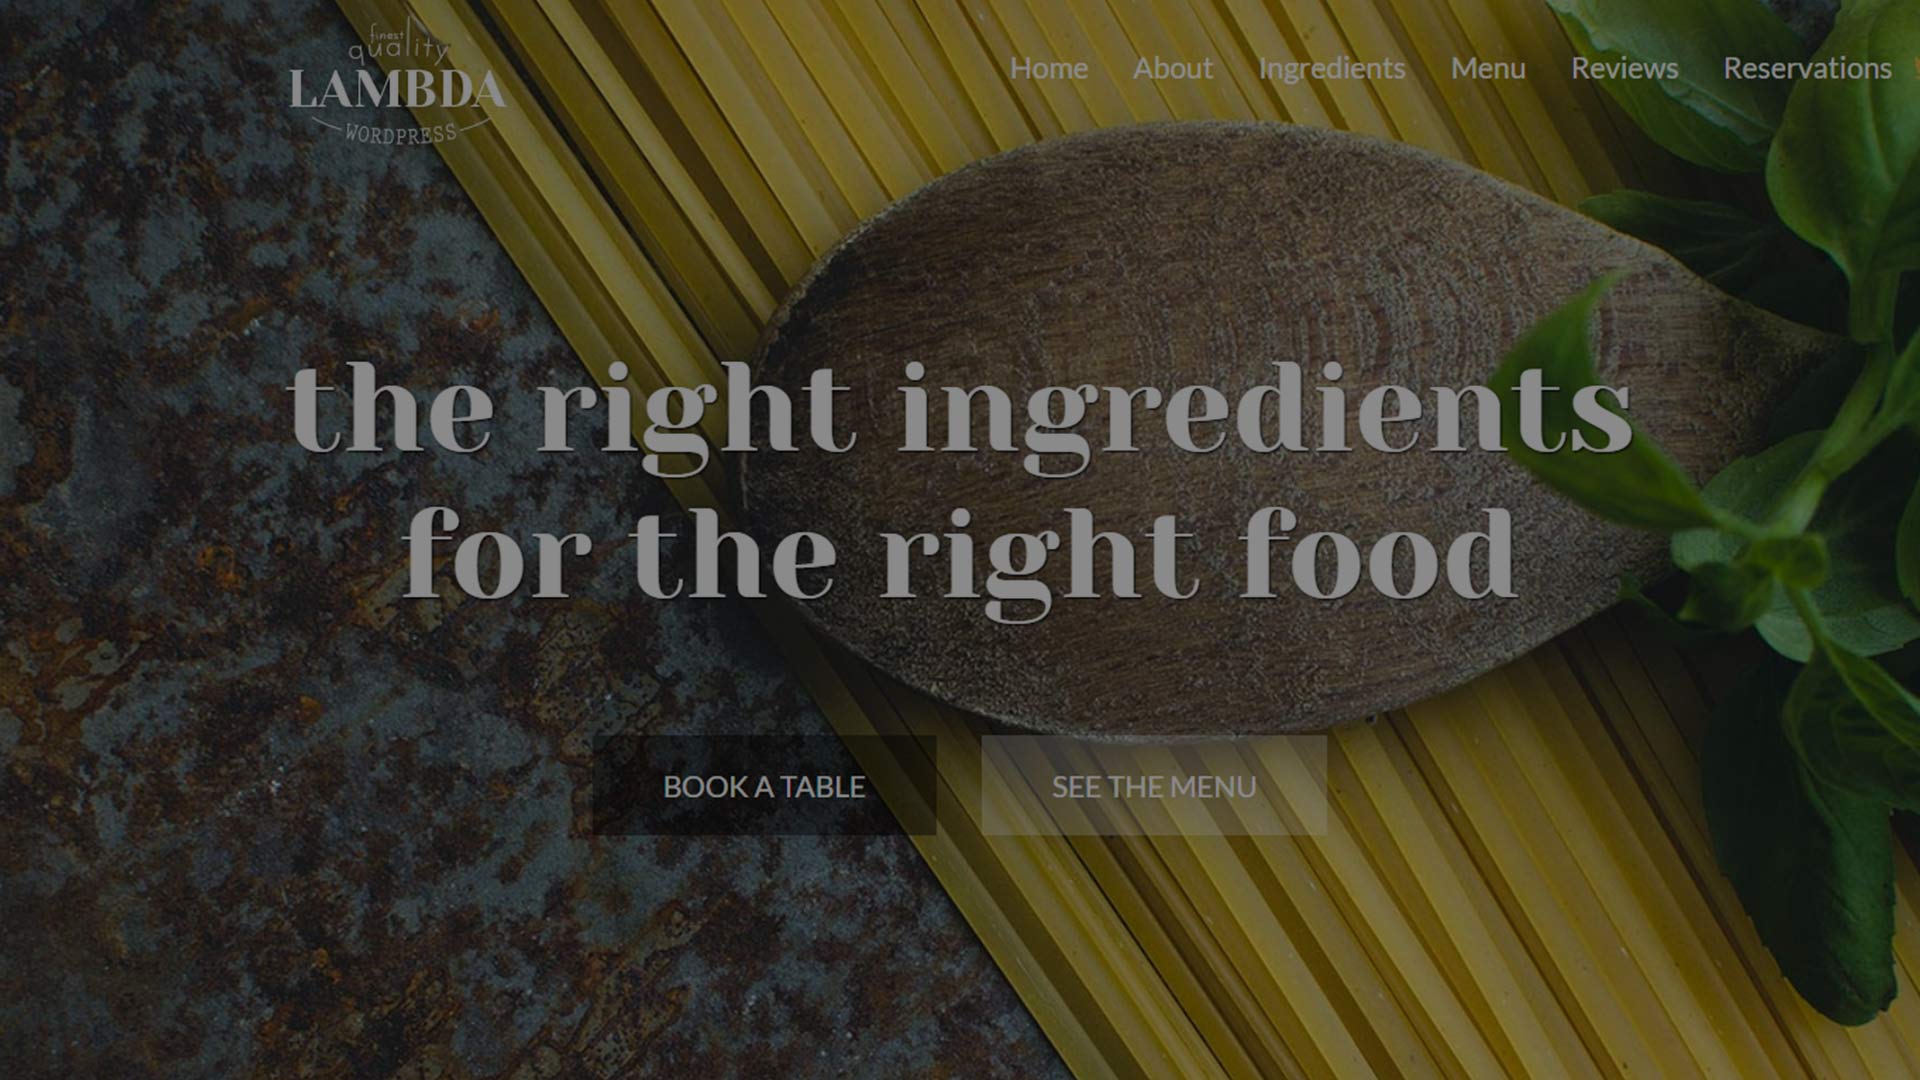 finest
quality
LAMBDA
WORDPRESS
Home About Ingredients Menu Reviews Reservations
the right ingredients
for the right food
BOOK A TABLE SEE THE MENU